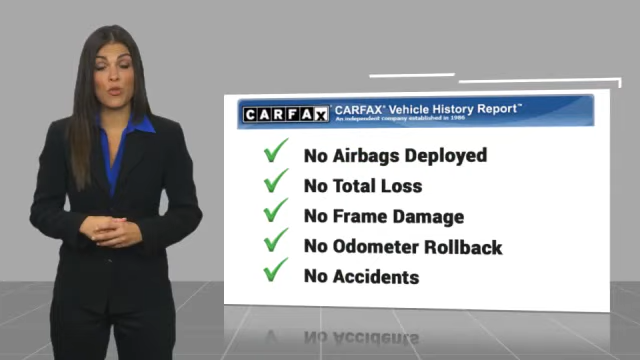 CARFAX CARFAX® Vehicle History Report™
An independent company established in 1986
No Airbags Deployed
No Total Loss
No Frame Damage
No Odometer Rollback
No Accidents